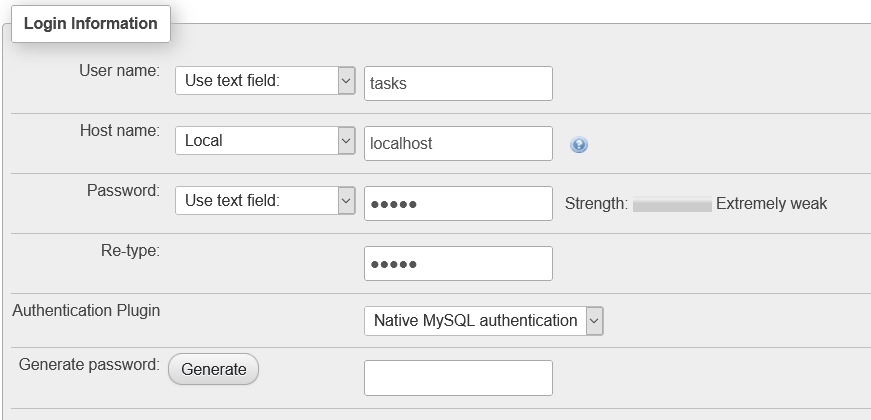 Login Information
User name: Use text field: tasks
Host name: Local localhost
Password: Use text field: ●●●●● Strength: Extremely weak
Re-type: ●●●●●
Authentication Plugin Native MySQL authentication
Generate password: Generate